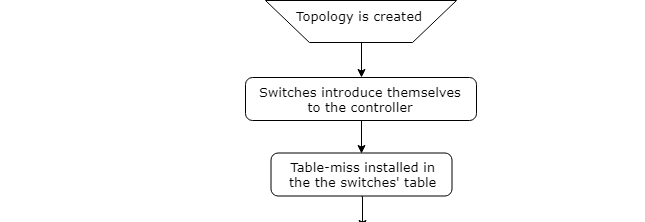 Topology is created
Switches introduce themselves
to the controller
Table-miss installed in
the the switches' table